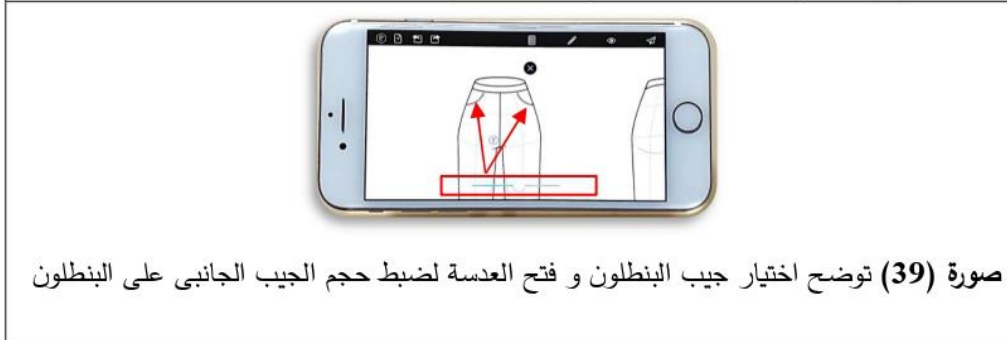 صورة (39) توضح اختيار جيب البنطلون و فتح العدسة لضبط حجم الجيب الجانبى على البنطلون